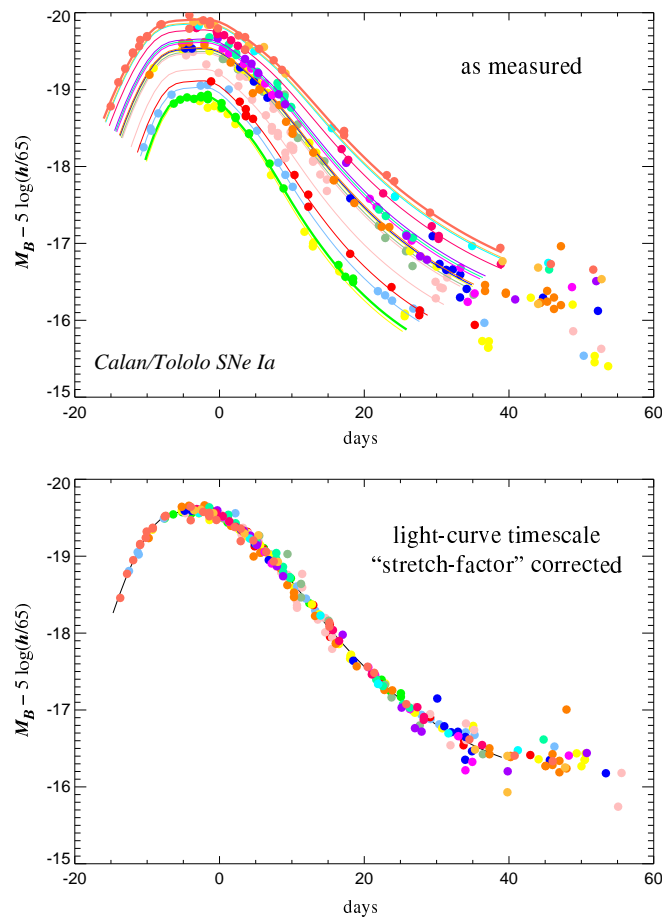 -20
-19
-18
-17
-16
-15
M_B – 5 log(h/65)
as measured
Calan/Tololo SNe Ia
-20 0 20 40 60
days
-20
-19
-18
-17
-16
-15
M_B – 5 log(h/65)
light-curve timescale
“stretch-factor” corrected
-20 0 20 40 60
days